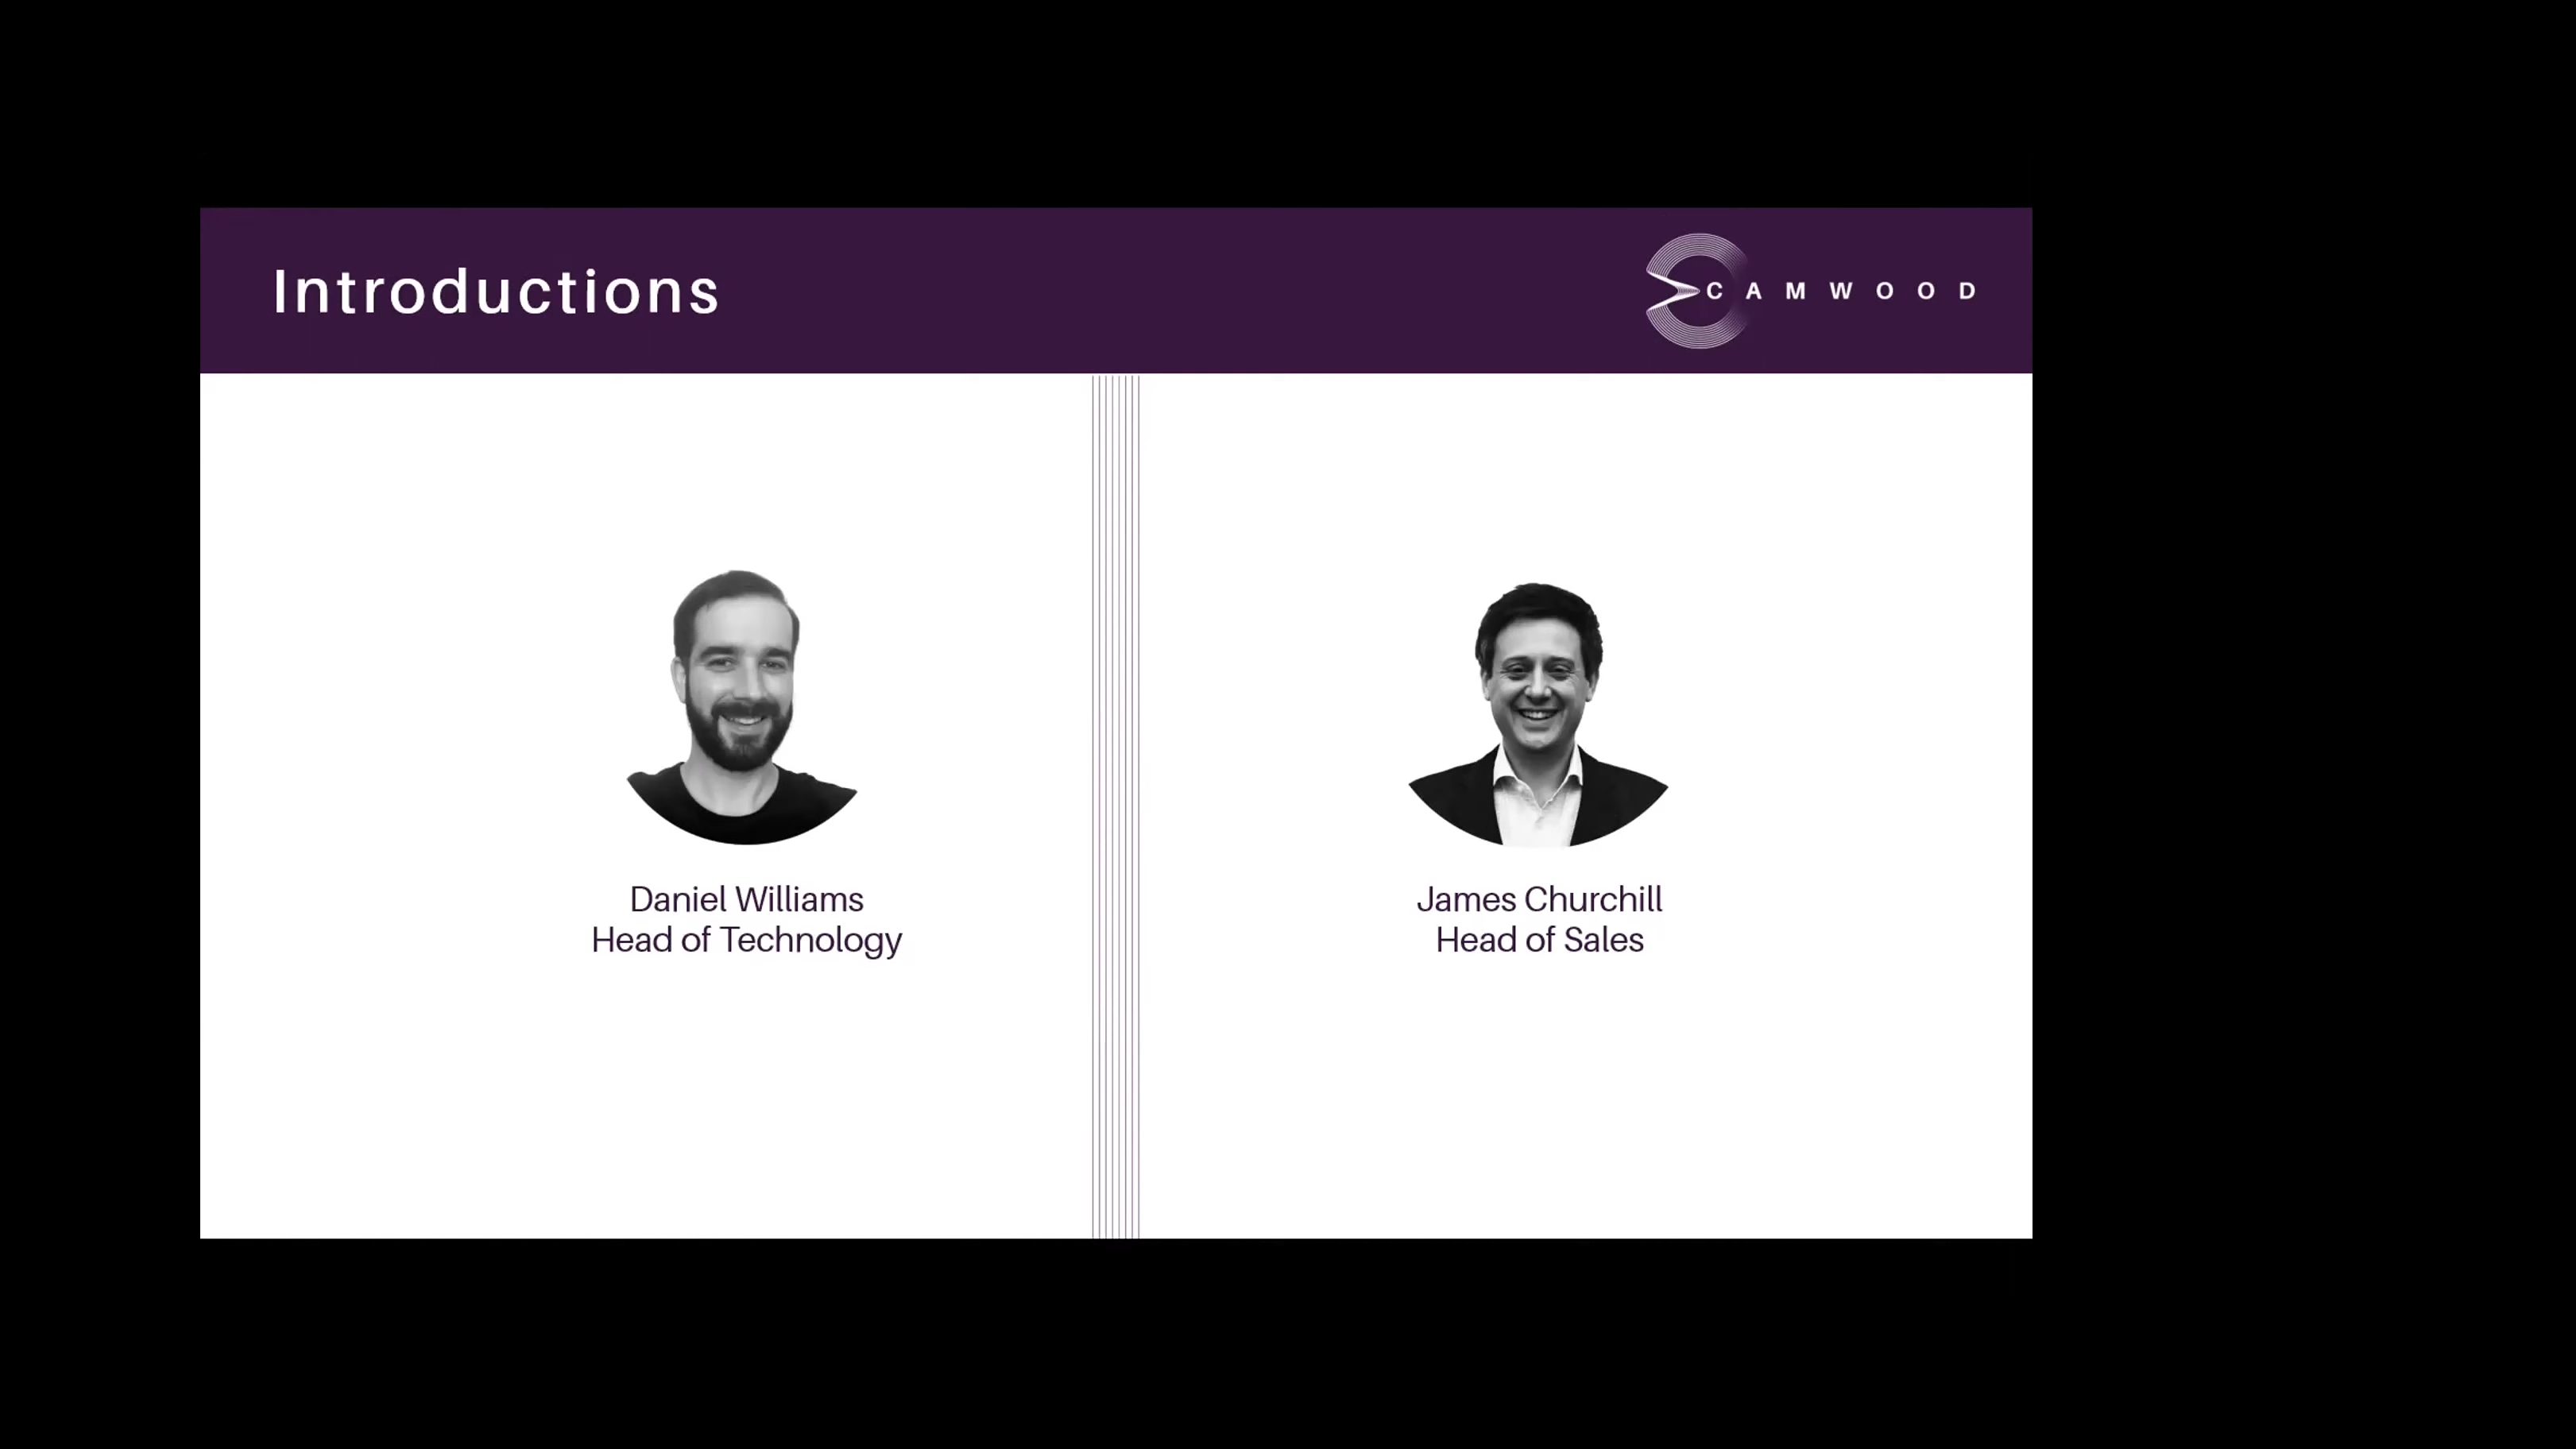 Introductions
CAMWOOD
Daniel Williams
Head of Technology
James Churchill
Head of Sales